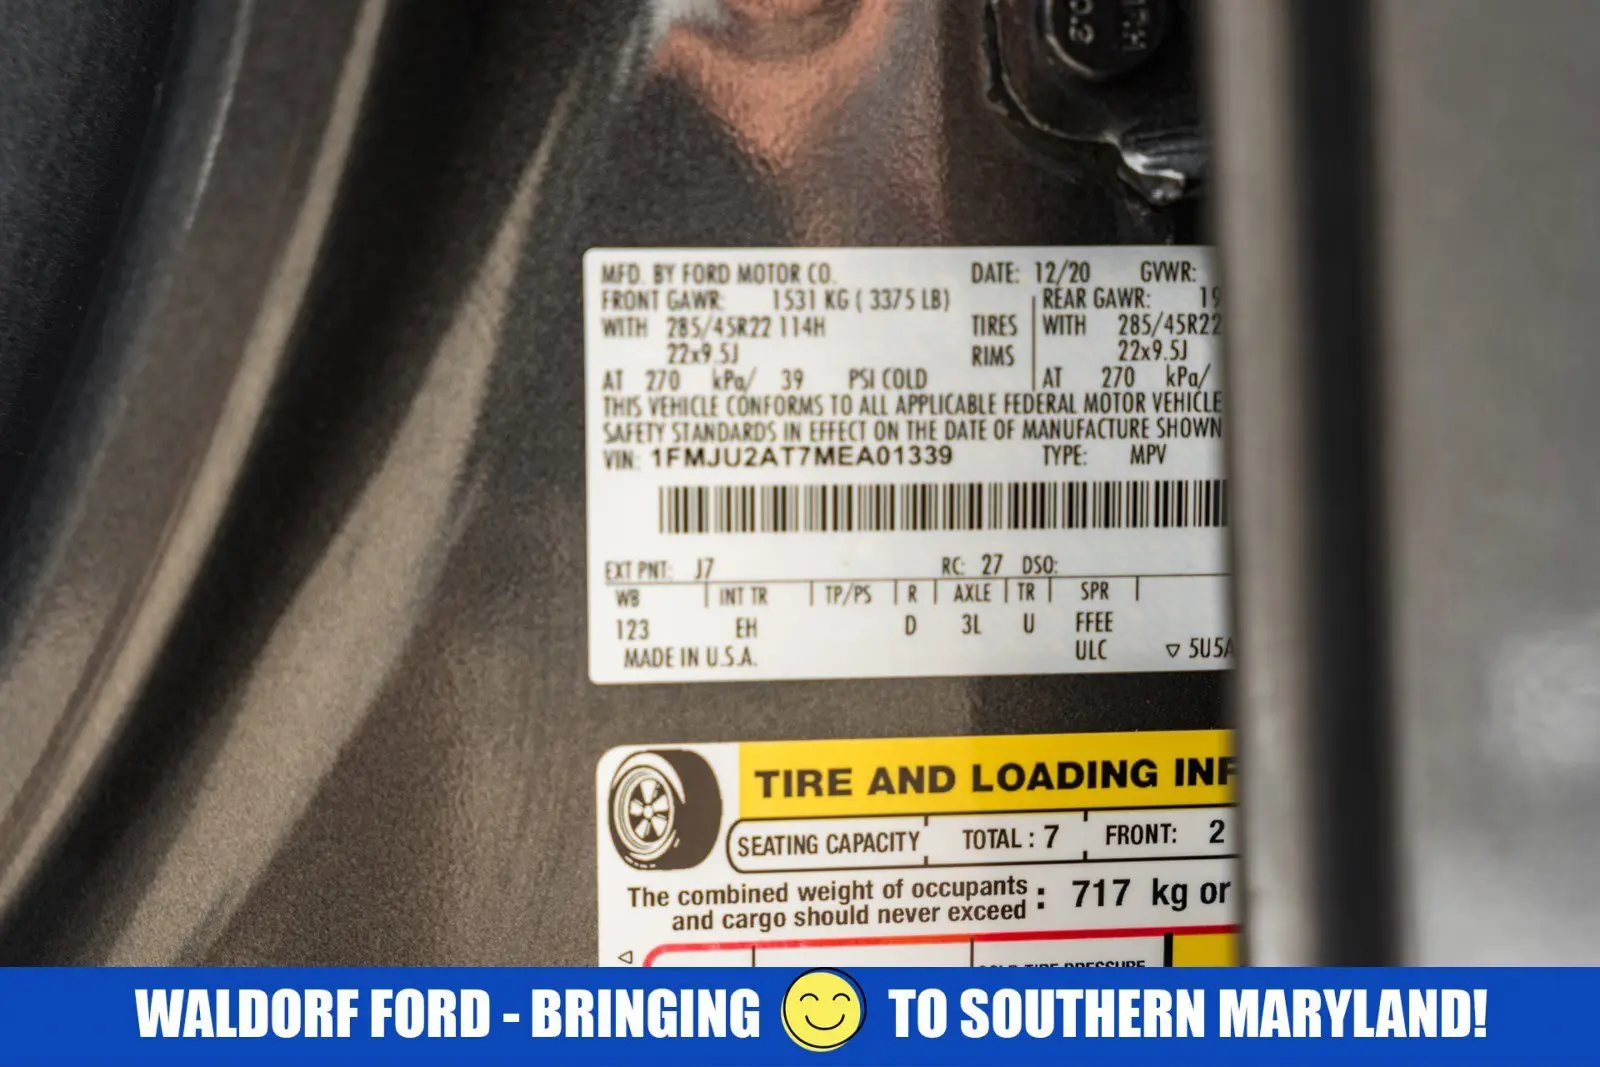 MFD. BY FORD MOTOR CO. DATE: 12/20 GVWR:
FRONT GAWR: 1531 KG ( 3375 LB) REAR GAWR: 19
WITH 285/45R22 114H TIRES WITH 285/45R22
22x9.5J RIMS 22x9.5J
AT 270 kPa/ 39 PSI COLD AT 270 kPa/
THIS VEHICLE CONFORMS TO ALL APPLICABLE FEDERAL MOTOR VEHICLE
SAFETY STANDARDS IN EFFECT ON THE DATE OF MANUFACTURE SHOWN
VIN: 1FMJU2AT7MEA01339 TYPE: MPV
EXT PNT: J7 RC: 27 DSO:
WB INT TR TP/PS R AXLE TR SPR
123 EH D 3L U FFEE
MADE IN U.S.A. ULC ▽ 5U5A
TIRE AND LOADING INF
SEATING CAPACITY TOTAL : 7 FRONT: 2
The combined weight of occupants
and cargo should never exceed : 717 kg or
TIRE PRESSURE
WALDORF FORD - BRINGING 😊 TO SOUTHERN MARYLAND!